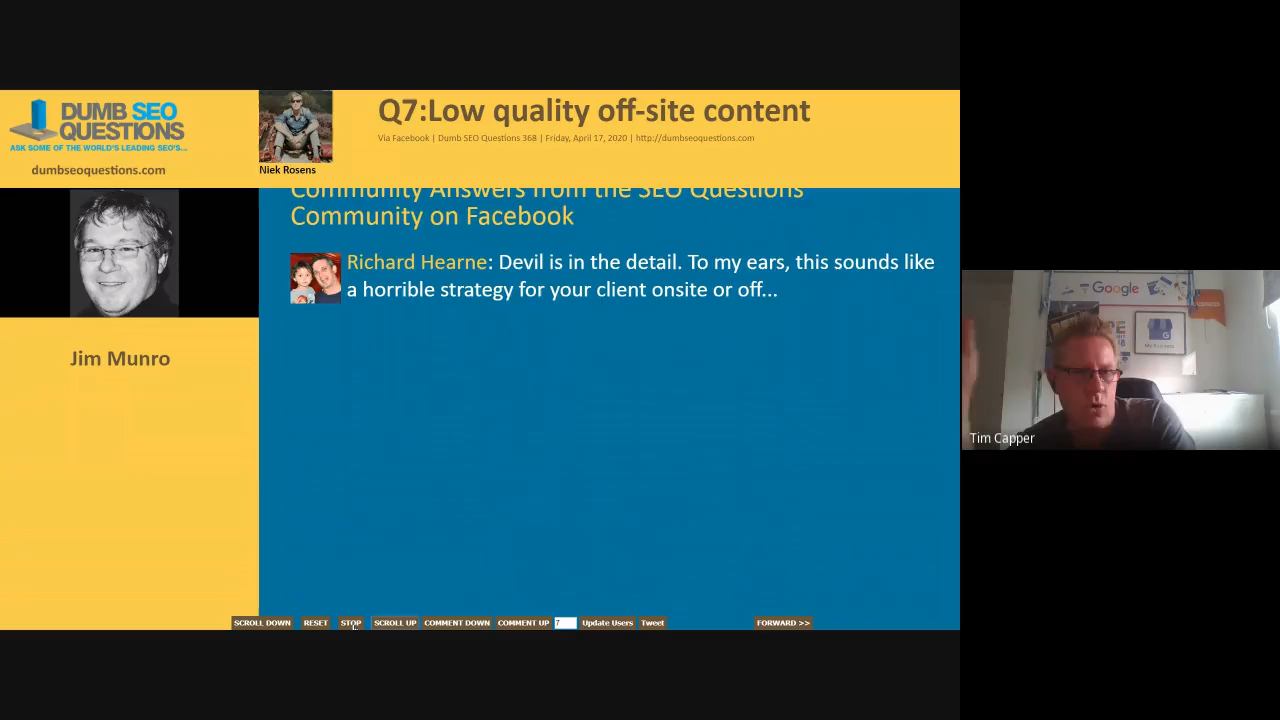 DUMB SEO
QUESTIONS
ASK SOME OF THE WORLD'S LEADING SEO'S...
dumbseoquestions.com
Niek Rosens
Q7:Low quality off-site content
Via Facebook | Dumb SEO Questions 368 | Friday, April 17, 2020 | http://dumbseoquestions.com
Jim Munro
Community Answers from the SEO Questions
Community on Facebook
Richard Hearne: Devil is in the detail. To my ears, this sounds like
a horrible strategy for your client onsite or off...
Google
My Business
Tim Capper
SCROLL DOWN RESET STOP SCROLL UP COMMENT DOWN COMMENT UP 7 Update Users Tweet FORWARD >>